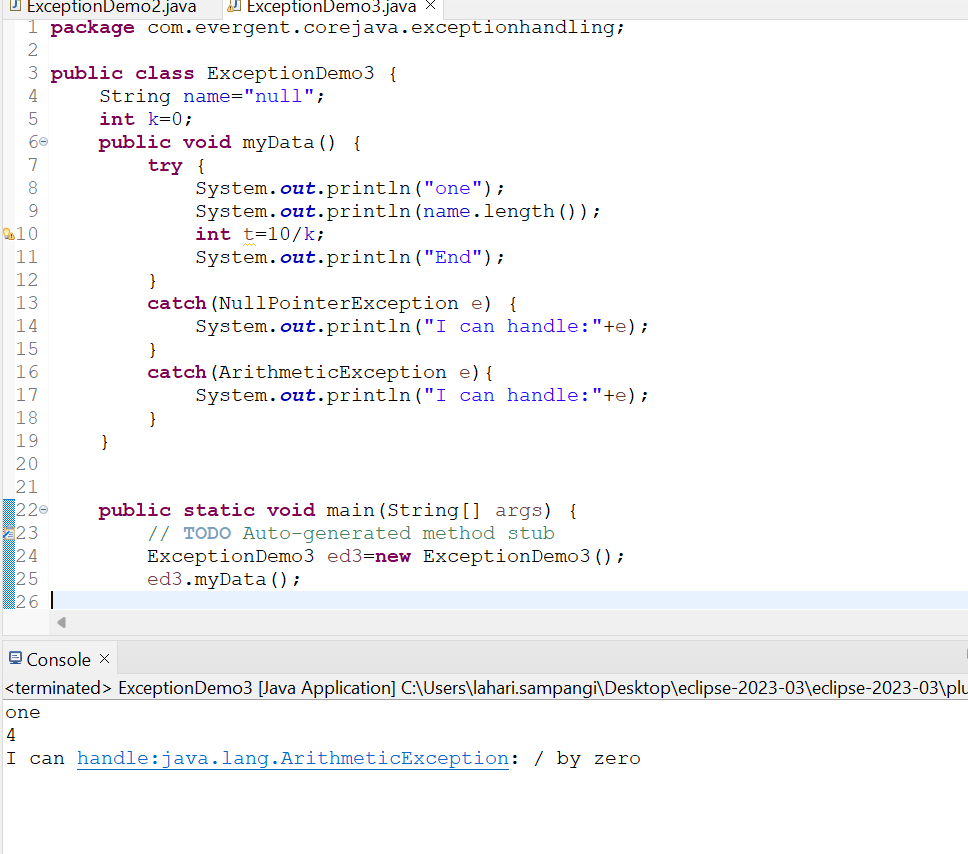 ExceptionDemo2.java ExceptionDemo3.java ×
1 package com.evergent.corejava.exceptionhandling;
2
3 public class ExceptionDemo3 {
4 String name="null";
5 int k=0;
6 public void myData() {
7 try {
8 System.out.println("one");
9 System.out.println(name.length());
10 int t=10/k;
11 System.out.println("End");
12 }
13 catch(NullPointerException e) {
14 System.out.println("I can handle:"+e);
15 }
16 catch(ArithmeticException e){
17 System.out.println("I can handle:"+e);
18 }
19 }
20
21
22 public static void main(String[] args) {
23 // TODO Auto-generated method stub
24 ExceptionDemo3 ed3=new ExceptionDemo3();
25 ed3.myData();
26
Console ×
<terminated> ExceptionDemo3 [Java Application] C:\Users\lahari.sampangi\Desktop\eclipse-2023-03\eclipse-2023-03\plu
one
4
I can handle:java.lang.ArithmeticException: / by zero